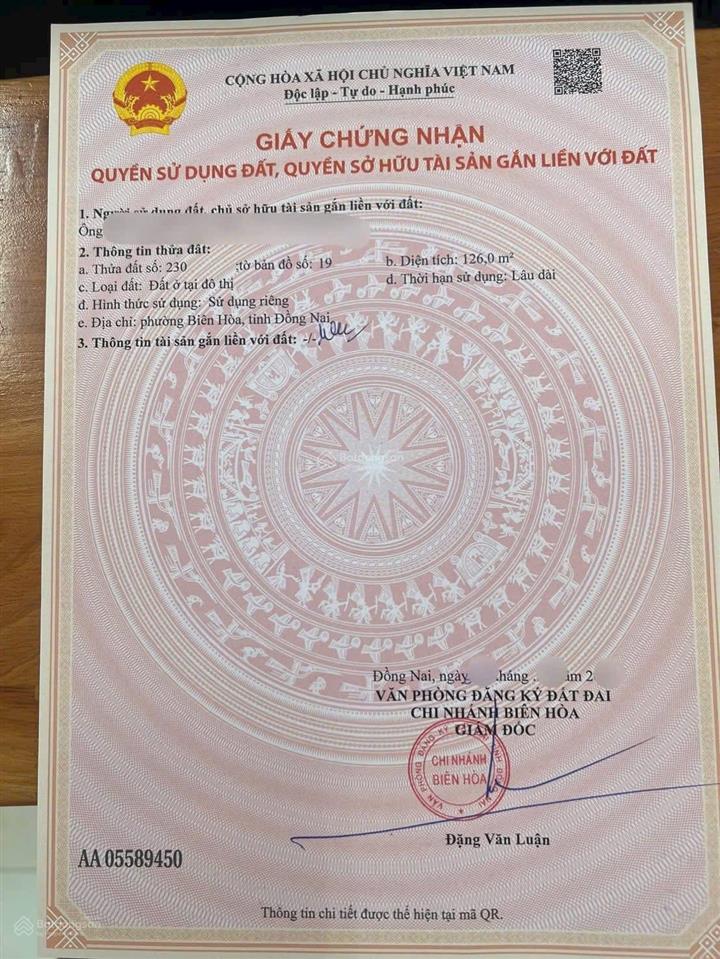 CỘNG HÒA XÃ HỘI CHỦ NGHĨA VIỆT NAM
Độc lập - Tự do - Hạnh phúc
GIẤY CHỨNG NHẬN
QUYỀN SỬ DỤNG ĐẤT, QUYỀN SỞ HỮU TÀI SẢN GẮN LIỀN VỚI ĐẤT
1. Người sử dụng đất, chủ sở hữu tài sản gắn liền với đất:
Ông
2. Thông tin thửa đất:
a. Thửa đất số: 230 ;tờ bản đồ số: 19 b. Diện tích: 126,0 m²
c. Loại đất: Đất ở tại đô thị d. Thời hạn sử dụng: Lâu dài
đ. Hình thức sử dụng: Sử dụng riêng
e. Địa chỉ: phường Biên Hòa, tỉnh Đồng Nai
3. Thông tin tài sản gắn liền với đất: -/-
Batdongsan
Đồng Nai, ngày tháng năm 2
VĂN PHÒNG ĐĂNG KÝ ĐẤT ĐAI
CHI NHÁNH BIÊN HÒA
GIÁM ĐỐC
CHI NHÁNH
BIÊN HÒA
Đặng Văn Luận
AA 05589450
Thông tin chi tiết được thể hiện tại mã QR.
Batdongsan